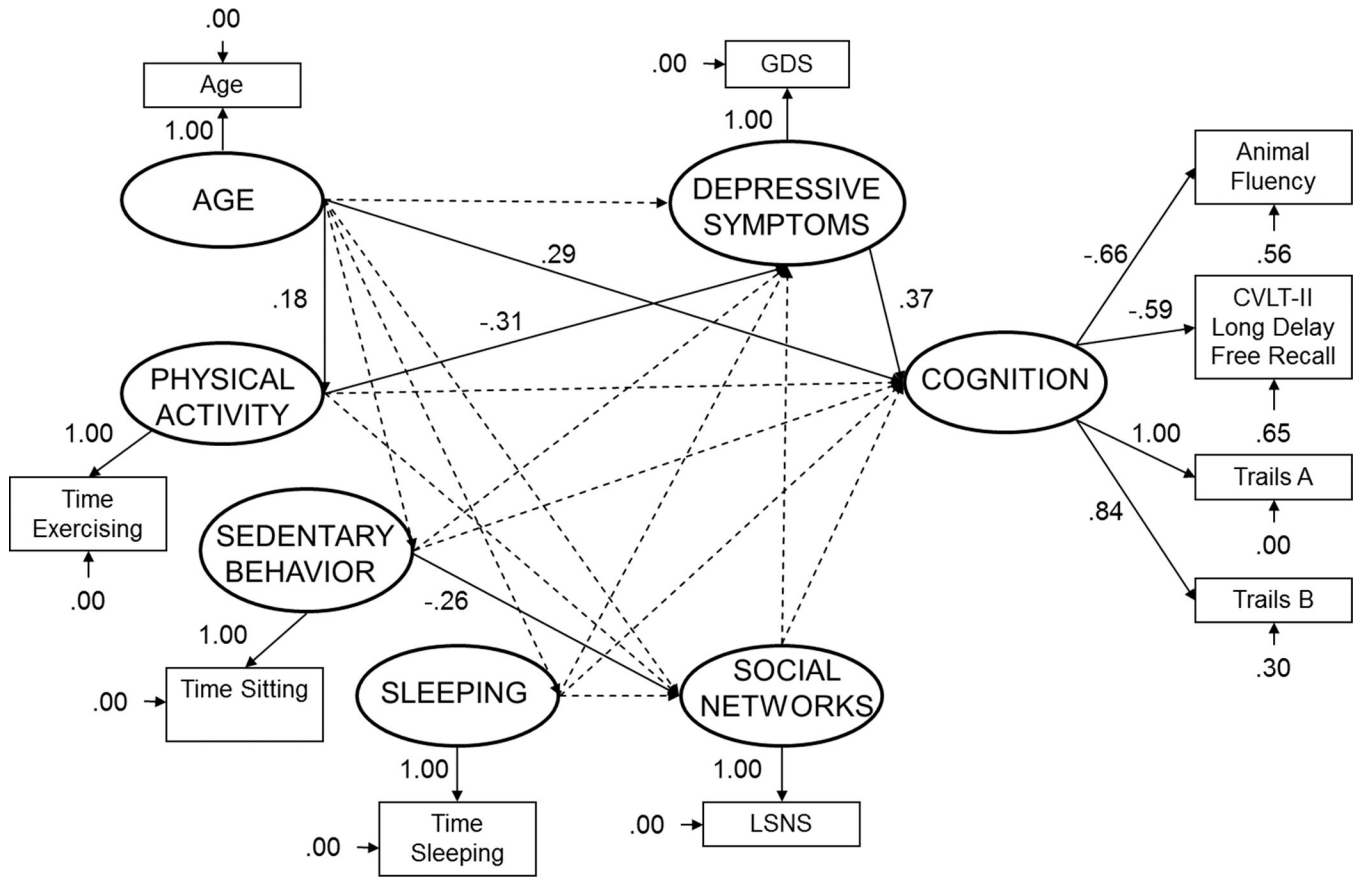 .00
Age
1.00
AGE
.00
GDS
1.00
DEPRESSIVE
SYMPTOMS
Animal
Fluency
.56
-.66
.29
.18
-.31
.37
-.59
CVLT-II
Long Delay
Free Recall
.65
PHYSICAL
ACTIVITY
COGNITION
1.00
Time
Exercising
.00
1.00
Trails A
.00
.84
SEDENTARY
BEHAVIOR
-.26
Trails B
.30
1.00
.00
Time Sitting
SLEEPING
SOCIAL
NETWORKS
1.00
.00
Time
Sleeping
1.00
.00
LSNS